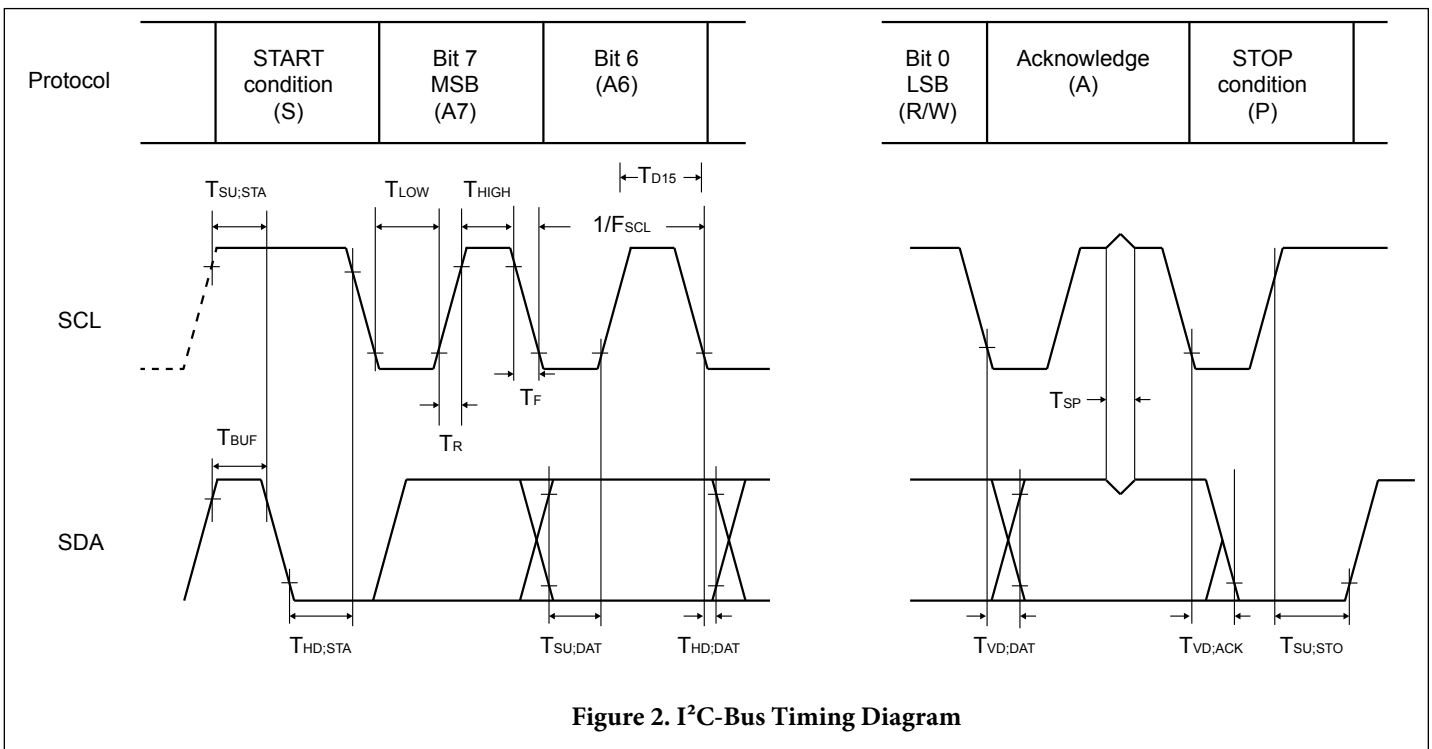 Protocol
START
condition
(S)
Bit 7
MSB
(A7)
Bit 6
(A6)
Bit 0
LSB
(R/W)
Acknowledge
(A)
STOP
condition
(P)
TSU;STA
TLOW
THIGH
TD15
1/FSCL
SCL
TF
TR
TSP
TBUF
SDA
THD;STA
TSU;DAT
THD;DAT
TVD;DAT
TVD;ACK
TSU;STO
Figure 2. I²C-Bus Timing Diagram